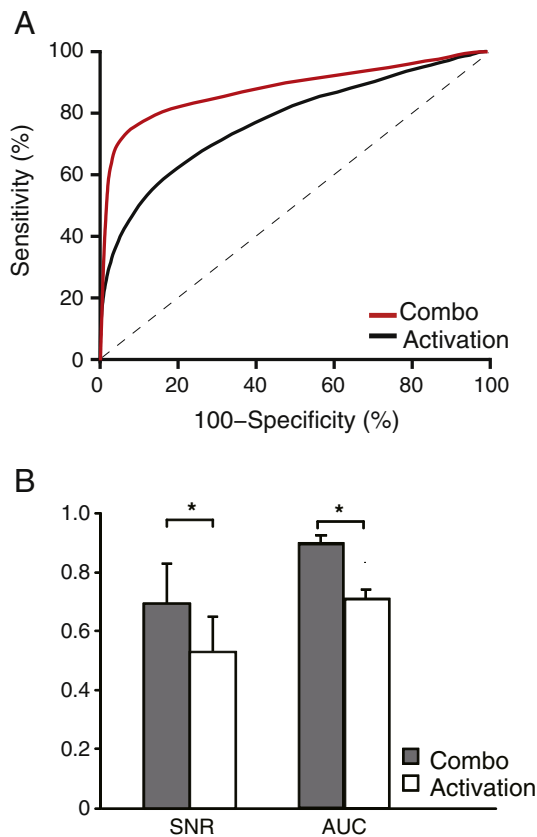 A
100
80
60
40
20
0
Sensitivity (%)
Combo
Activation
0 20 40 60 80 100
100–Specificity (%)
B
1.0
0.8
0.6
0.4
0.2
0
* *
Combo
Activation
SNR AUC